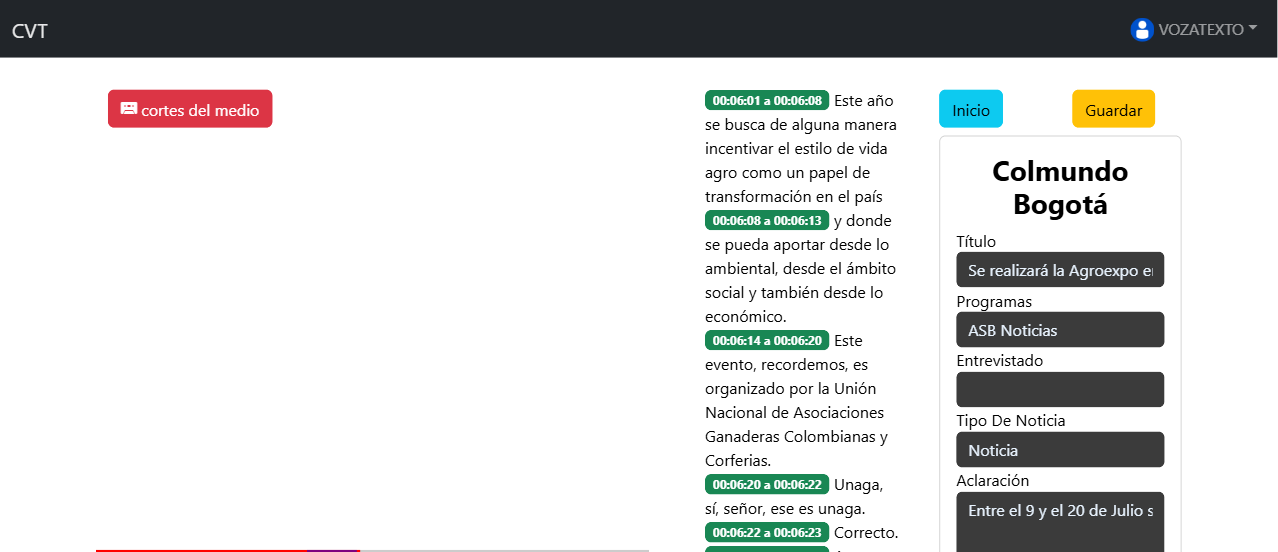 CVT
VOZATEXTO
cortes del medio
00:06:01 a 00:06:08 Este año
se busca de alguna manera
incentivar el estilo de vida
agro como un papel de
transformación en el país
00:06:08 a 00:06:13 y donde
se pueda aportar desde lo
ambiental, desde el ámbito
social y también desde lo
económico.
00:06:14 a 00:06:20 Este
evento, recordemos, es
organizado por la Unión
Nacional de Asociaciones
Ganaderas Colombianas y
Corferias.
00:06:20 a 00:06:22 Unaga,
sí, señor, ese es unaga.
00:06:22 a 00:06:23 Correcto.
Inicio
Guardar
Colmundo
Bogotá
Título
Se realizará la Agroexpo en
Programas
ASB Noticias
Entrevistado
Tipo De Noticia
Noticia
Aclaración
Entre el 9 y el 20 de Julio s